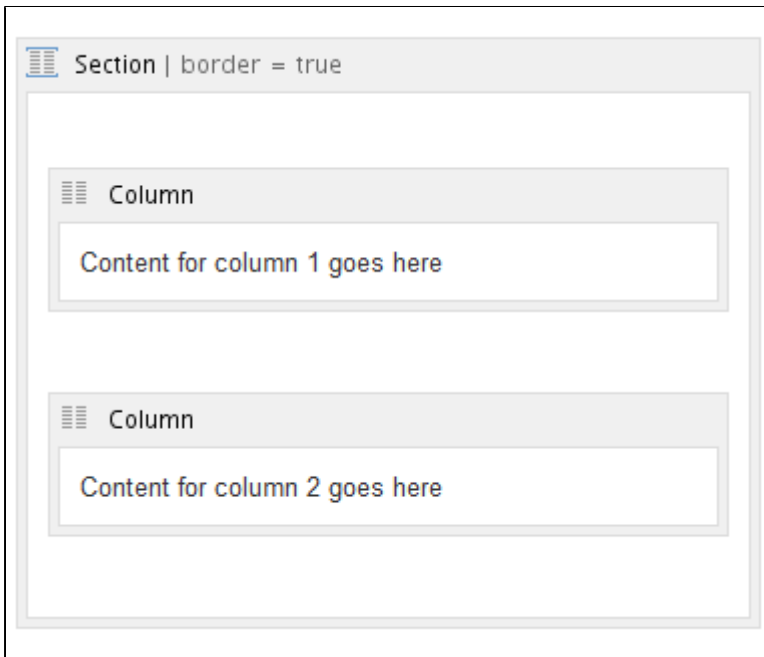 Section | border = true
Column
Content for column 1 goes here
Column
Content for column 2 goes here